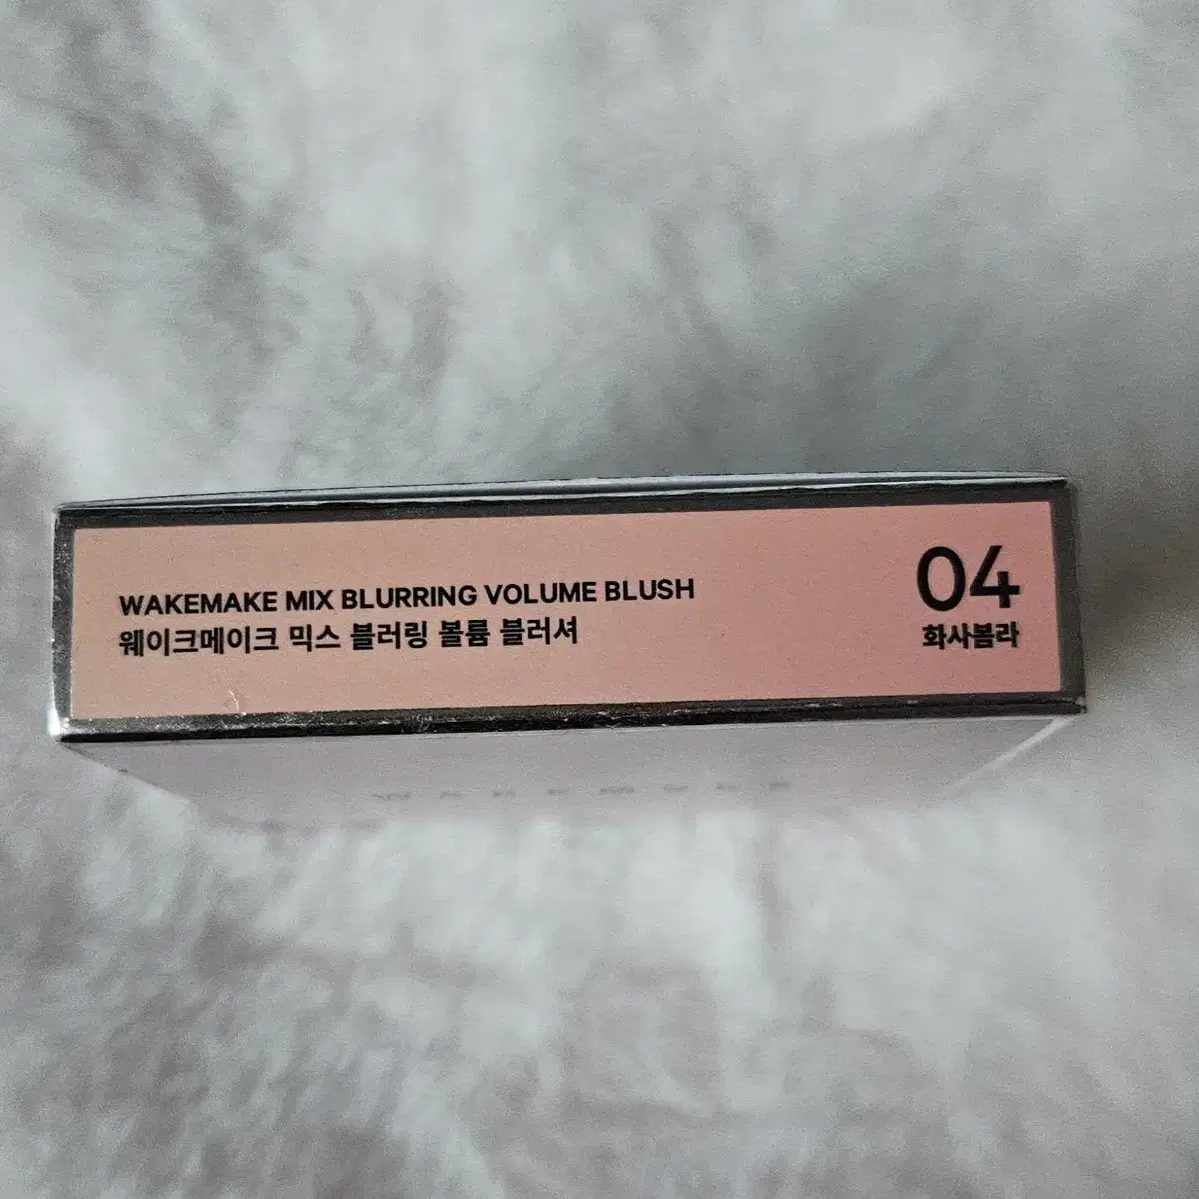 WAKEMAKE MIX BLURRING VOLUME BLUSH
웨이크메이크 믹스 블러링 볼륨 블러셔
04
화사볼라
WAKEMAKE